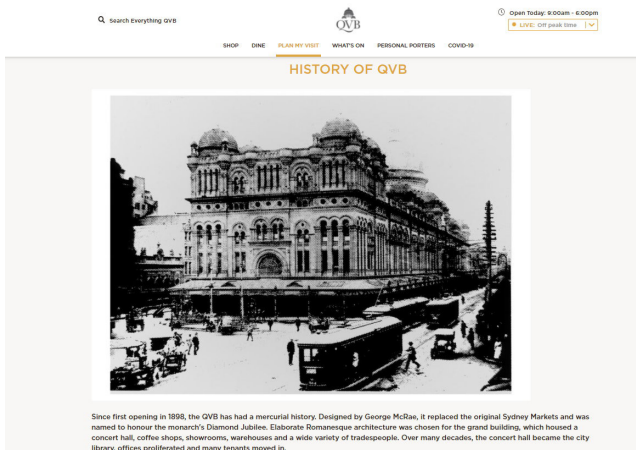 Search Everything QVB
QVB
Open Today: 9:00am - 6:00pm
LIVE: Off peak time
SHOP DINE PLAN MY VISIT WHAT'S ON PERSONAL PORTERS COVID-19
HISTORY OF QVB
Since first opening in 1898, the QVB has had a mercurial history. Designed by George McRae, it replaced the original Sydney Markets and was
named to honour the monarch's Diamond Jubilee. Elaborate Romanesque architecture was chosen for the grand building, which housed a
concert hall, coffee shops, showrooms, warehouses and a wide variety of tradespeople. Over many decades, the concert hall became the city
library, offices proliferated and many tenants moved in.